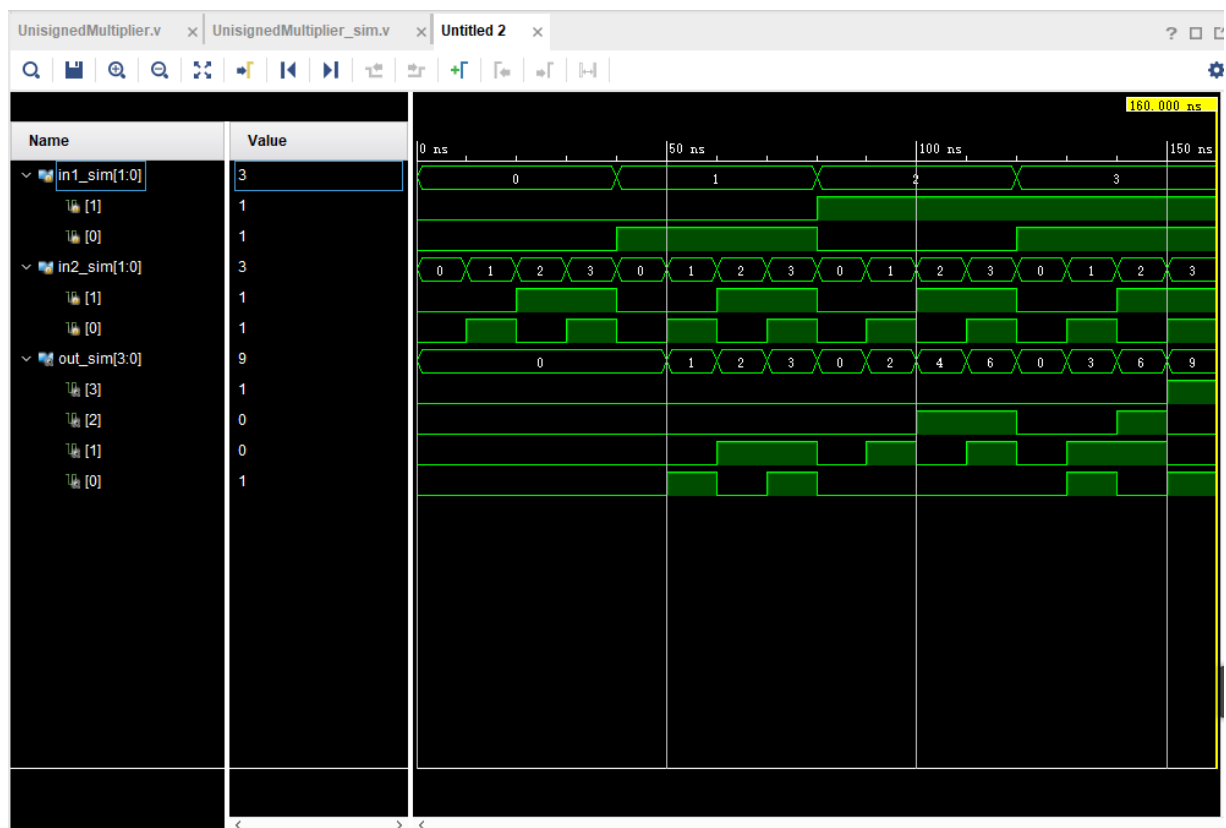 UnisignedMultiplier.v × UnisignedMultiplier_sim.v × Untitled 2 × ?
160.000 ns
Name Value 0 ns 50 ns 100 ns 150 ns
in1_sim[1:0] 3 0 1 2 3
[1] 1
[0] 1
in2_sim[1:0] 3 0 1 2 3 0 1 2 3 0 1 2 3 0 1 2 3
[1] 1
[0] 1
out_sim[3:0] 9 0 1 2 3 0 2 4 6 0 3 6 9
[3] 1
[2] 0
[1] 0
[0] 1